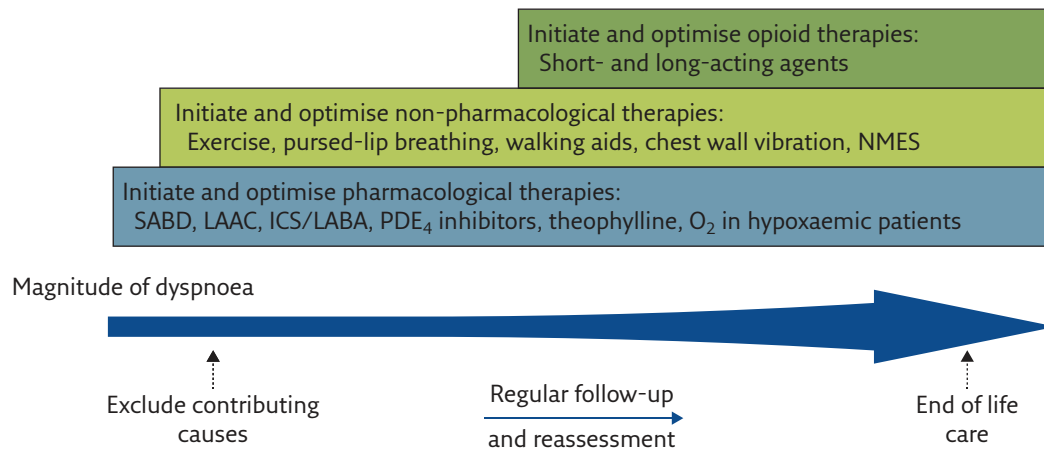 Initiate and optimise opioid therapies:
Short- and long-acting agents
Initiate and optimise non-pharmacological therapies:
Exercise, pursed-lip breathing, walking aids, chest wall vibration, NMES
Initiate and optimise pharmacological therapies:
SABD, LAAC, ICS/LABA, PDE₄ inhibitors, theophylline, O₂ in hypoxaemic patients
Magnitude of dyspnoea
Exclude contributing
causes
Regular follow-up
and reassessment
End of life
care